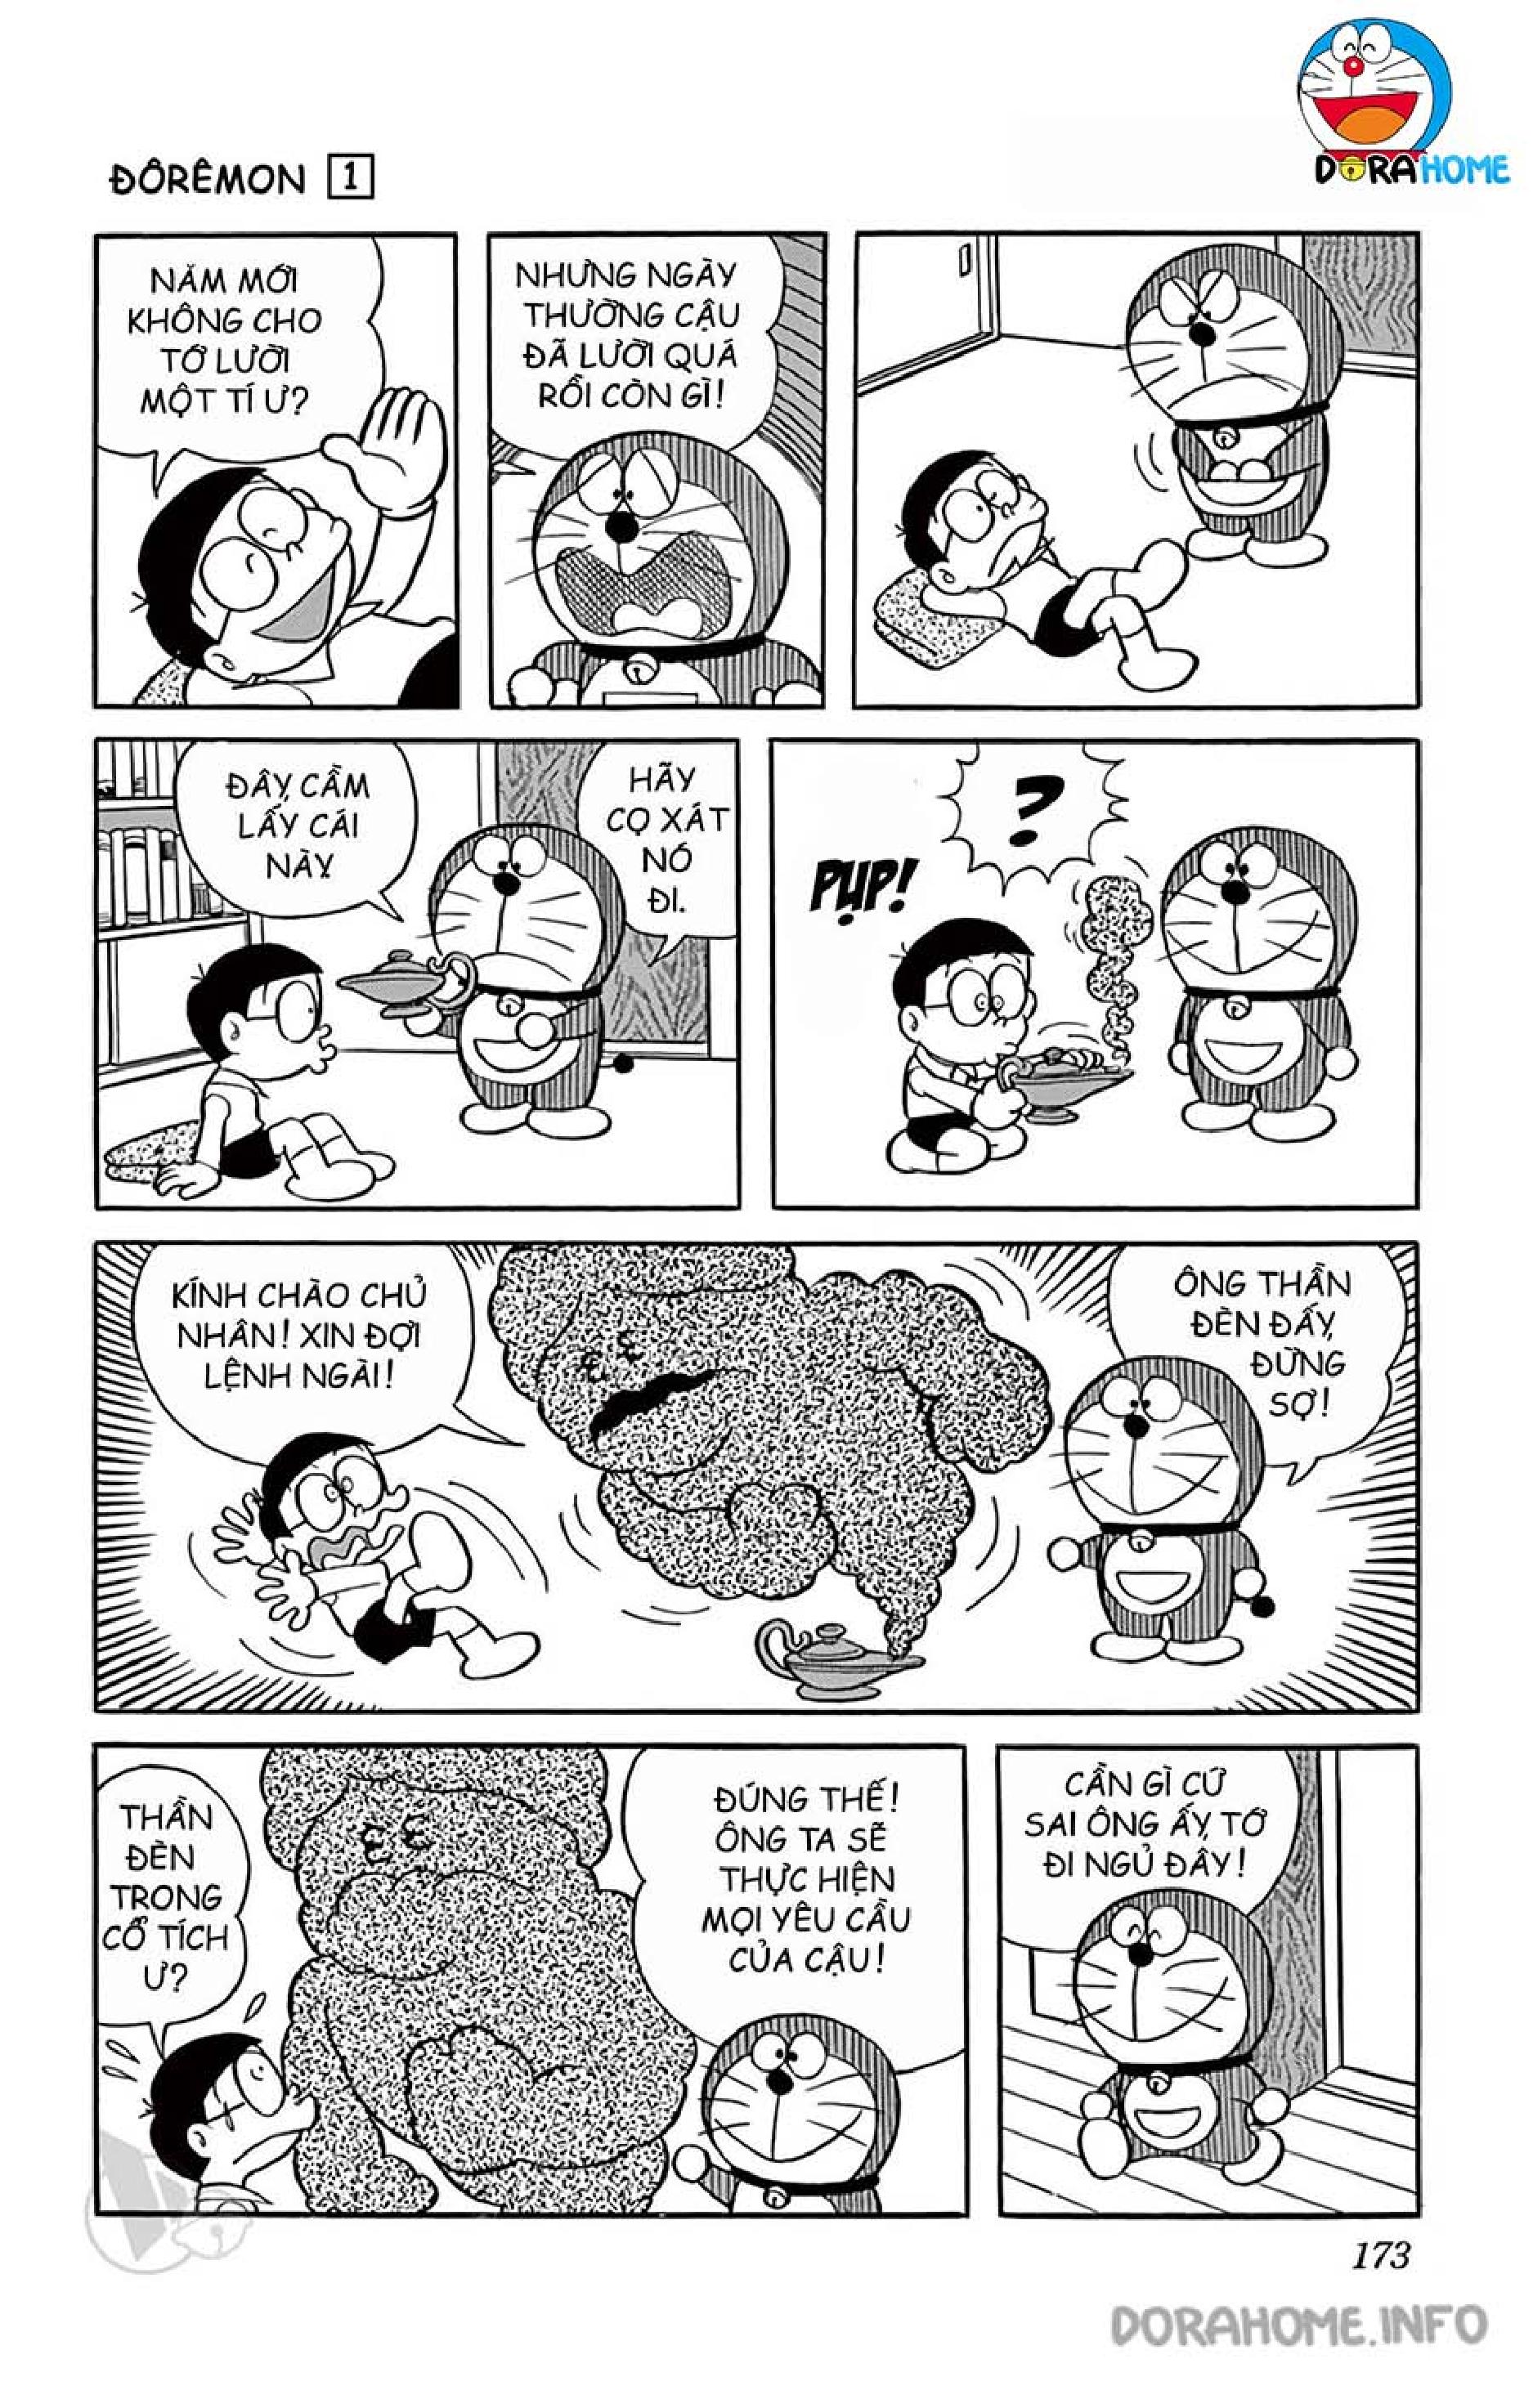 DORAHOME
ĐÔRÊMON 1
NĂM MỚI
KHÔNG CHO
TỚ LƯỜI
MỘT TÍ Ư?
NHƯNG NGÀY
THƯỜNG CẬU
ĐÃ LƯỜI QUÁ
RỒI CÒN GÌ!
ĐÂY, CẦM
LẤY CÁI
NÀY.
HÃY
CỌ XÁT
NÓ
ĐI.
PỤP!
?
KÍNH CHÀO CHỦ
NHÂN! XIN ĐỢI
LỆNH NGÀI!
ÔNG THẦN
ĐÈN ĐẤY,
ĐỪNG
SỢ!
THẦN
ĐÈN
TRONG
CỔ TÍCH
Ư?
ĐÚNG THẾ!
ÔNG TA SẼ
THỰC HIỆN
MỌI YÊU CẦU
CỦA CẬU!
CẦN GÌ CỨ
SAI ÔNG ẤY, TỚ
ĐI NGỦ ĐÂY!
173
DORAHOME.INFO